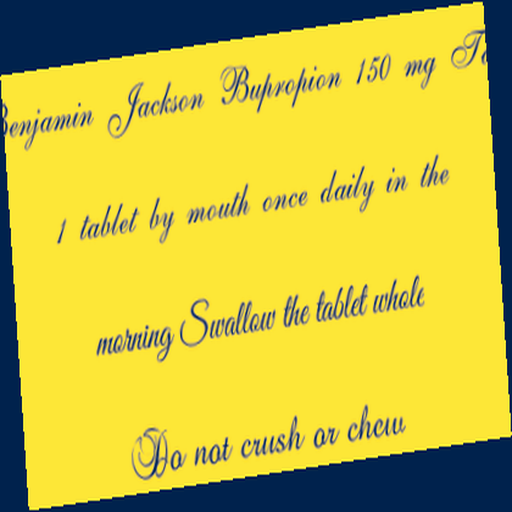 Benjamin Jackson Bupropion 150 mg
1 tablet by mouth once daily in the
morning Swallow the tablet whole
Do not crush or chew